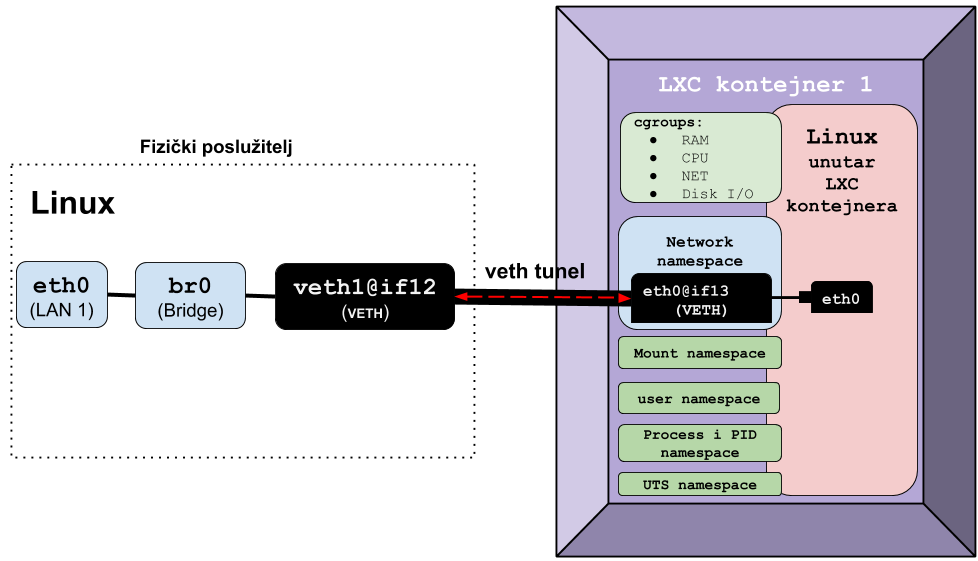 Fizički poslužitelj
Linux
eth0
(LAN 1)
br0
(Bridge)
veth1@if12
(VETH)
veth tunel
LXC kontejner 1
cgroups:
● RAM
● CPU
● NET
● Disk I/O
Linux
unutar
LXC
kontejnera
Network
namespace
eth0@if13
(VETH)
eth0
Mount namespace
user namespace
Process i PID
namespace
UTS namespace